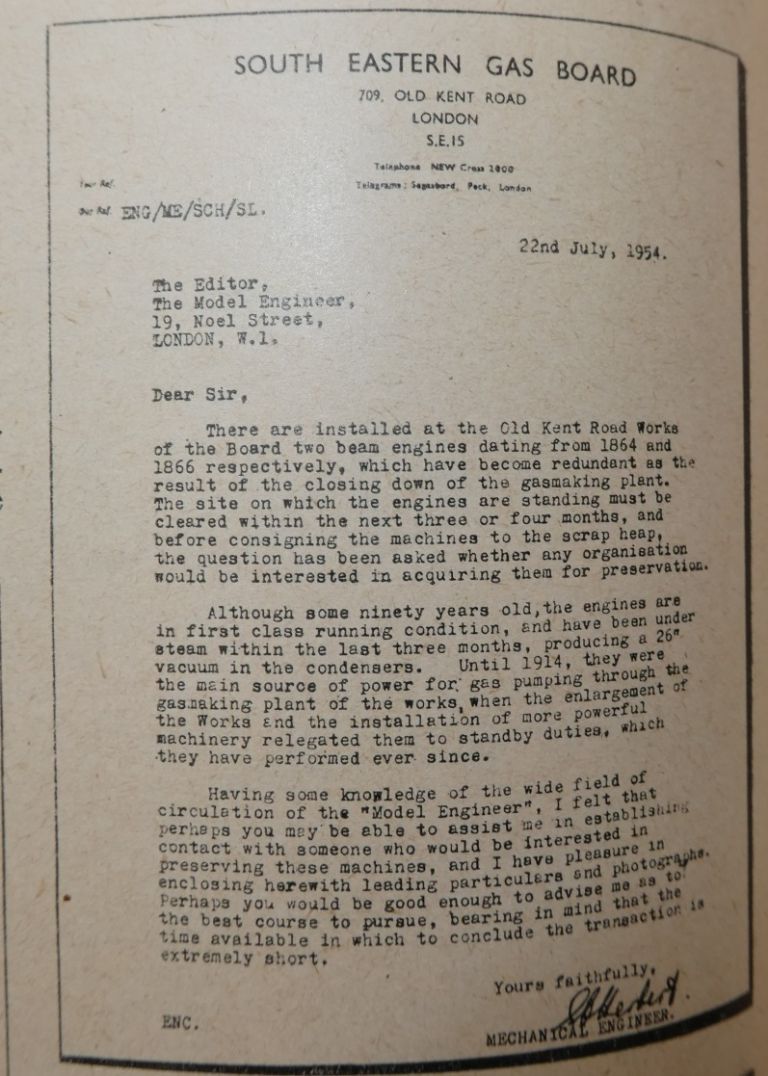 SOUTH EASTERN GAS BOARD
709, OLD KENT ROAD
LONDON
S.E.15
Telephone NEW Cross 1800
Telegrams: Segasbord, Peck, London
Your Ref.
Our Ref. ENG/ME/SCH/SL.
22nd July, 1954.
The Editor,
The Model Engineer,
19, Noel Street,
LONDON, W.1.
Dear Sir,
There are installed at the Old Kent Road Works
of the Board two beam engines dating from 1864 and
1866 respectively, which have become redundant as the
result of the closing down of the gasmaking plant.
The site on which the engines are standing must be
cleared within the next three or four months, and
before consigning the machines to the scrap heap,
the question has been asked whether any organisation
would be interested in acquiring them for preservation.
Although some ninety years old,the engines are
in first class running condition, and have been under
steam within the last three months, producing a 26"
vacuum in the condensers. Until 1914, they were
the main source of power for gas pumping through the
gasmaking plant of the works,when the enlargement of
the Works and the installation of more powerful
machinery relegated them to standby duties, which
they have performed ever since.
Having some knowledge of the wide field of
circulation of the "Model Engineer", I felt that
perhaps you may be able to assist me in establishing
contact with someone who would be interested in
preserving these machines, and I have pleasure in
enclosing herewith leading particulars and photographs.
Perhaps you would be good enough to advise me as to
the best course to pursue, bearing in mind that the
time available in which to conclude the transaction is
extremely short.
Yours faithfully,
Herbert.
ENC.
MECHANICAL ENGINEER.